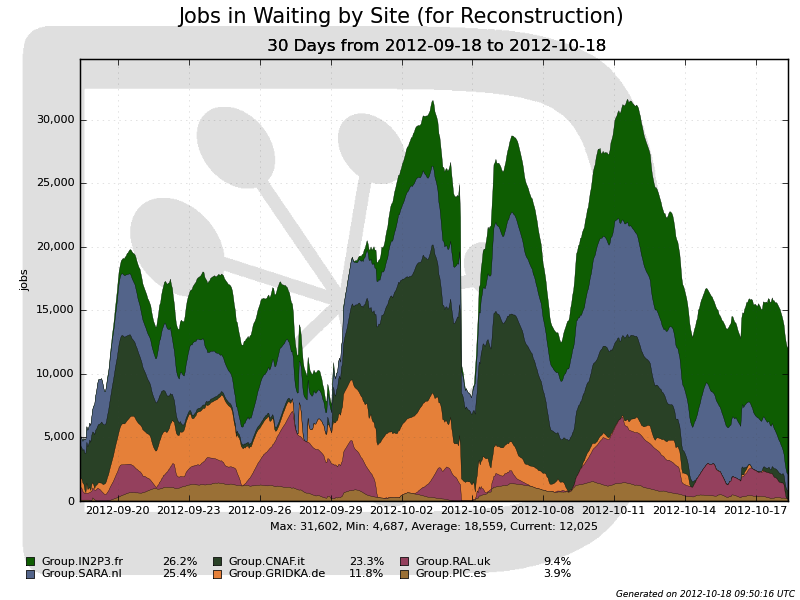 Jobs in Waiting by Site (for Reconstruction)
30 Days from 2012-09-18 to 2012-10-18
30,000
25,000
20,000
15,000
10,000
5,000
0
jobs
2012-09-20 2012-09-23 2012-09-26 2012-09-29 2012-10-02 2012-10-05 2012-10-08 2012-10-11 2012-10-14 2012-10-17
Max: 31,602, Min: 4,687, Average: 18,559, Current: 12,025
Group.IN2P3.fr 26.2% Group.CNAF.it 23.3% Group.RAL.uk 9.4%
Group.SARA.nl 25.4% Group.GRIDKA.de 11.8% Group.PIC.es 3.9%
Generated on 2012-10-18 09:50:16 UTC